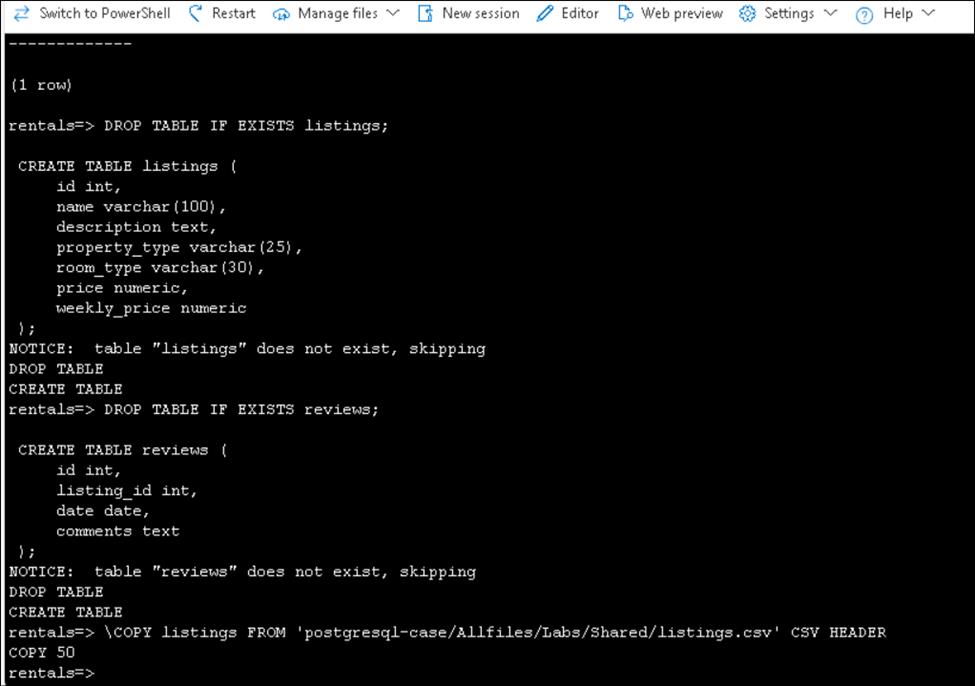 Switch to PowerShell Restart Manage files New session Editor Web preview Settings Help
-------------
(1 row)
rentals=> DROP TABLE IF EXISTS listings;
CREATE TABLE listings (
id int,
name varchar(100),
description text,
property_type varchar(25),
room_type varchar(30),
price numeric,
weekly_price numeric
);
NOTICE:  table "listings" does not exist, skipping
DROP TABLE
CREATE TABLE
rentals=> DROP TABLE IF EXISTS reviews;
CREATE TABLE reviews (
id int,
listing_id int,
date date,
comments text
);
NOTICE:  table "reviews" does not exist, skipping
DROP TABLE
CREATE TABLE
rentals=> \COPY listings FROM 'postgresql-case/Allfiles/Labs/Shared/listings.csv' CSV HEADER
COPY 50
rentals=>